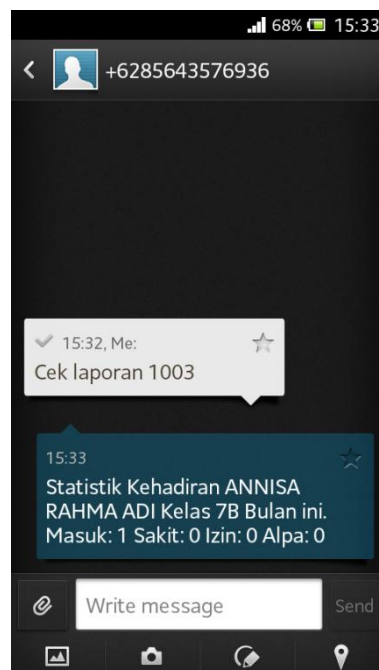 68% 15:33
+6285643576936
15:32, Me:
Cek laporan 1003
15:33
Statistik Kehadiran ANNISA
RAHMA ADI Kelas 7B Bulan ini.
Masuk: 1 Sakit: 0 Izin: 0 Alpa: 0
Write message
Send